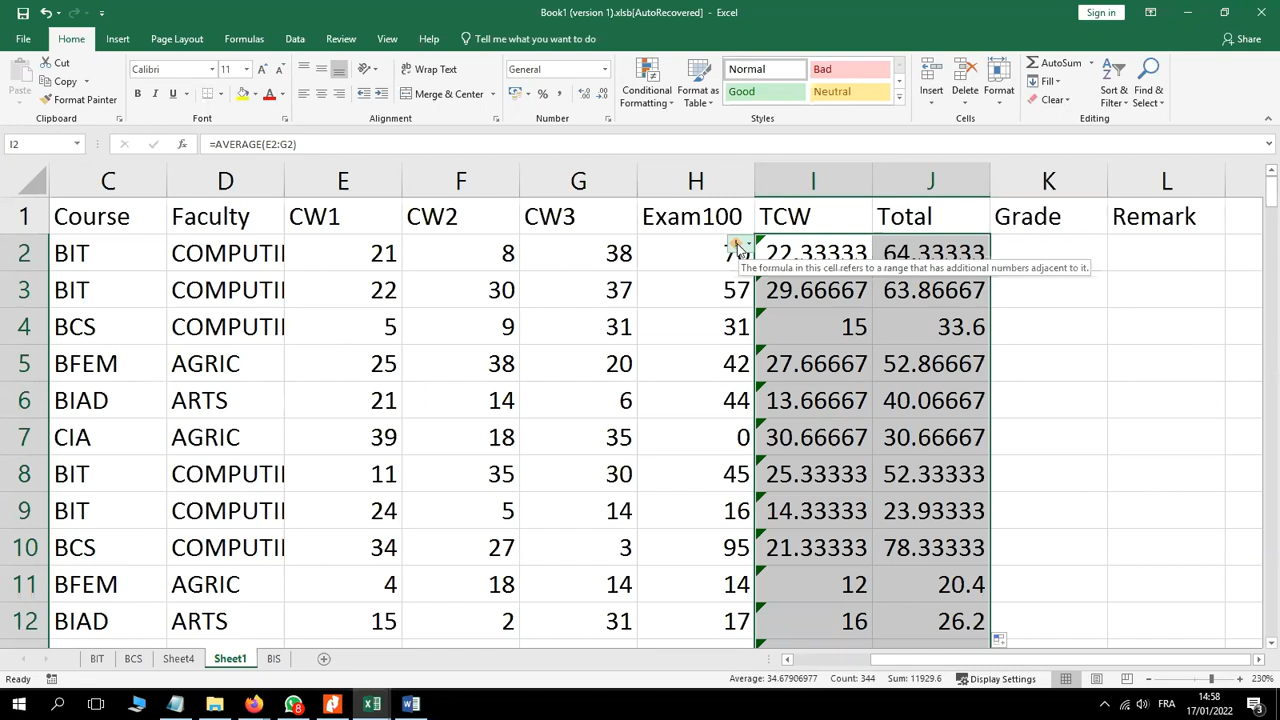 Book1 (version 1).xlsb[AutoRecovered] - Excel
Sign in
File Home Insert Page Layout Formulas Data Review View Help Tell me what you want to do Share
Paste
Cut
Copy
Format Painter
Clipboard
Calibri 11
B I U
Font
Wrap Text
Merge & Center
Alignment
General
Number
Conditional Formatting
Format as Table
Normal Bad
Good Neutral
Styles
Insert Delete Format
Cells
AutoSum
Fill
Clear
Sort & Filter
Find & Select
Editing
I2 fx =AVERAGE(E2:G2)
C D E F G H I J K L
1 Course Faculty CW1 CW2 CW3 Exam100 TCW Total Grade Remark
2 BIT COMPUTI 21 8 38 22.33333 64.33333
The formula in this cell refers to a range that has additional numbers adjacent to it.
3 BIT COMPUTI 22 30 37 57 29.66667 63.86667
4 BCS COMPUTI 5 9 31 31 15 33.6
5 BFEM AGRIC 25 38 20 42 27.66667 52.86667
6 BIAD ARTS 21 14 6 44 13.66667 40.06667
7 CIA AGRIC 39 18 35 0 30.66667 30.66667
8 BIT COMPUTI 11 35 30 45 25.33333 52.33333
9 BIT COMPUTI 24 5 14 16 14.33333 23.93333
10 BCS COMPUTI 34 27 3 95 21.33333 78.33333
11 BFEM AGRIC 4 18 14 14 12 20.4
12 BIAD ARTS 15 2 31 17 16 26.2
BIT BCS Sheet4 Sheet1 BIS
Ready Average: 34.67906977 Count: 344 Sum: 11929.6 Display Settings 230%
8
FRA
14:58
17/01/2022
3